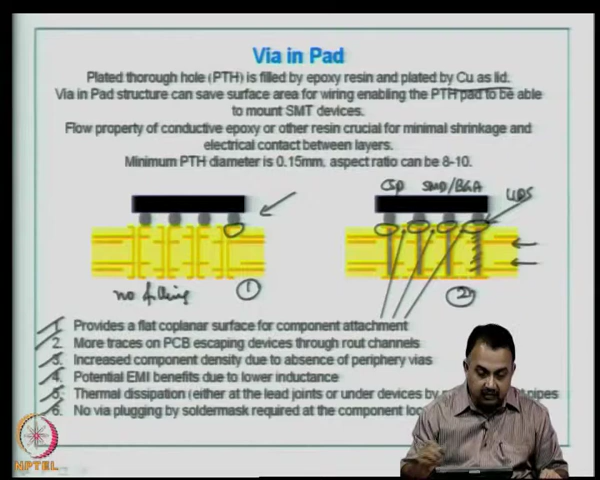 Via in Pad
Plated thorough hole (PTH) is filled by epoxy resin and plated by Cu as lid.
Via in Pad structure can save surface area for wiring enabling the PTH pad to be able
to mount SMT devices.
Flow property of conductive epoxy or other resin crucial for minimal shrinkage and
electrical contact between layers.
Minimum PTH diameter is 0.15mm, aspect ratio can be 8-10.
CSP SMD/BGA LIDS
no filling 1 2
1. Provides a flat coplanar surface for component attachment
2. More traces on PCB escaping devices through rout channels
3. Increased component density due to absence of periphery vias
4. Potential EMI benefits due to lower inductance
5. Thermal dissipation (either at the lead joints or under devices by pipes
6. No via plugging by soldermask required at the component
NPTEL